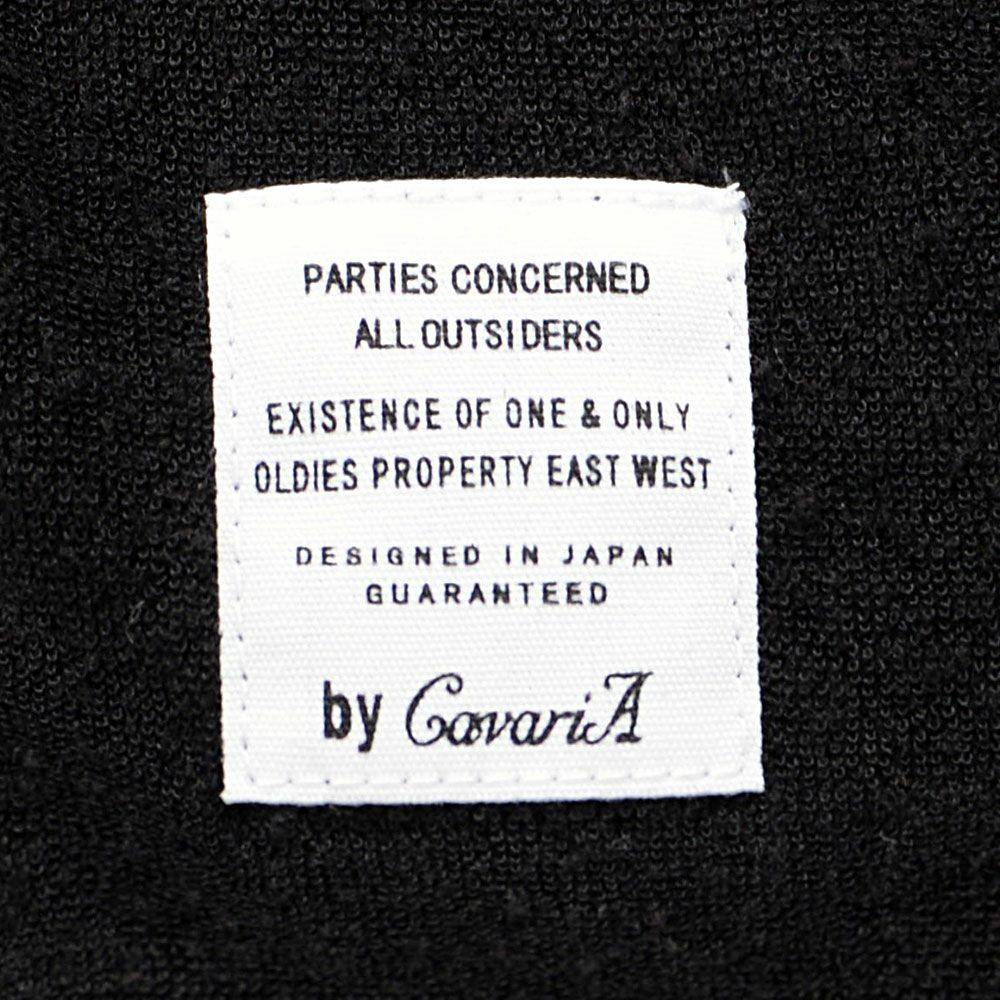 PARTIES CONCERNED
ALL OUTSIDERS
EXISTENCE OF ONE & ONLY
OLDIES PROPERTY EAST WEST
DESIGNED IN JAPAN
GUARANTEED
by CavariA